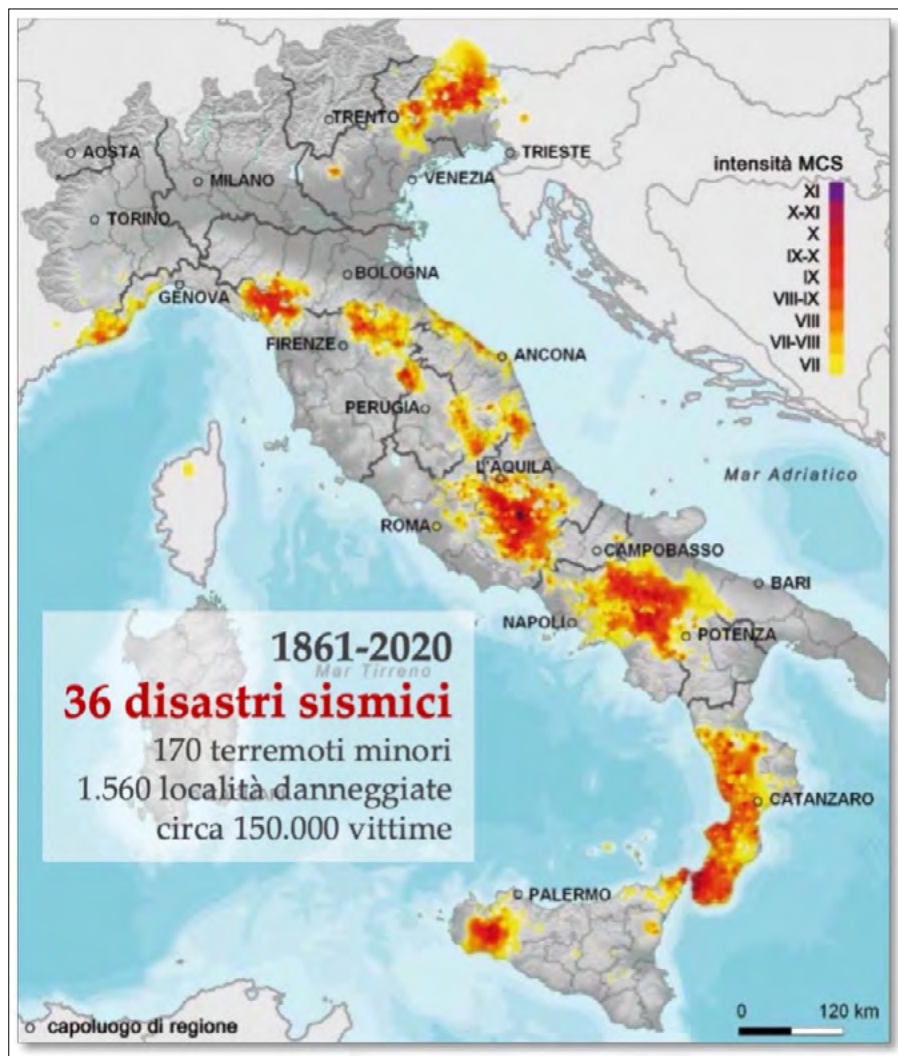 TRENTO
AOSTA
TRIESTE
MILANO
VENEZIA
intensità MCS
XI
X-XI
X
IX-X
IX
VIII-IX
VIII
VII-VIII
VII
TORINO
BOLOGNA
GENOVA
FIRENZE
ANCONA
PERUGIA
L'AQUILA
Mar Adriatico
ROMA
CAMPOBASSO
BARI
NAPOLI
POTENZA
1861-2020
Mar Tirreno
36 disastri sismici
170 terremoti minori
1.560 località danneggiate
circa 150.000 vittime
CATANZARO
PALERMO
0 120 km
capoluogo di regione